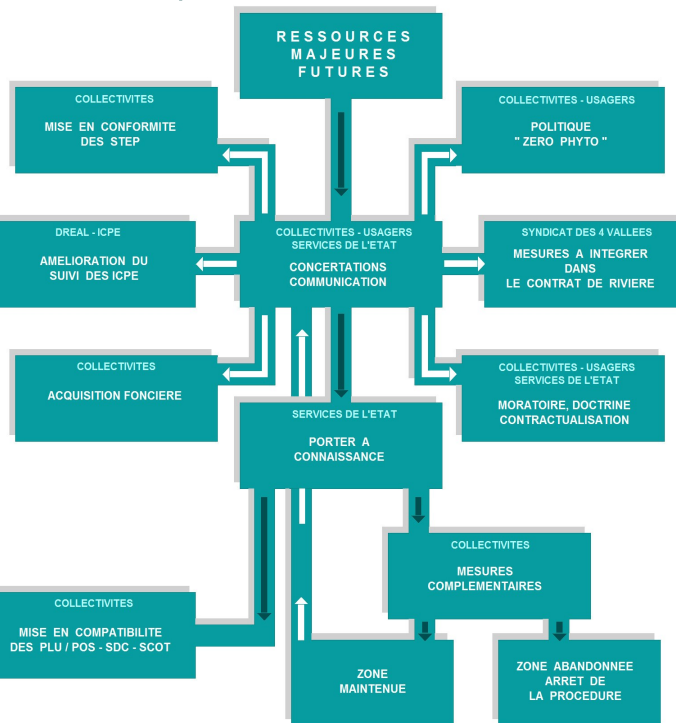 RESSOURCES
MAJEURES
FUTURES
COLLECTIVITES
MISE EN CONFORMITE
DES STEP
COLLECTIVITES - USAGERS
POLITIQUE
" ZERO PHYTO "
DREAL - ICPE
AMELIORATION DU
SUIVI DES ICPE
COLLECTIVITES - USAGERS
SERVICES DE L'ETAT
CONCERTATIONS
COMMUNICATION
SYNDICAT DES 4 VALLEES
MESURES A INTEGRER
DANS
LE CONTRAT DE RIVIERE
COLLECTIVITES
ACQUISITION FONCIERE
COLLECTIVITES - USAGERS
SERVICES DE L'ETAT
MORATOIRE, DOCTRINE
CONTRACTUALISATION
SERVICES DE L'ETAT
PORTER A
CONNAISSANCE
COLLECTIVITES
MESURES
COMPLEMENTAIRES
COLLECTIVITES
MISE EN COMPATIBILITE
DES PLU / POS - SDC - SCOT
ZONE
MAINTENUE
ZONE ABANDONNEE
ARRET DE
LA PROCEDURE